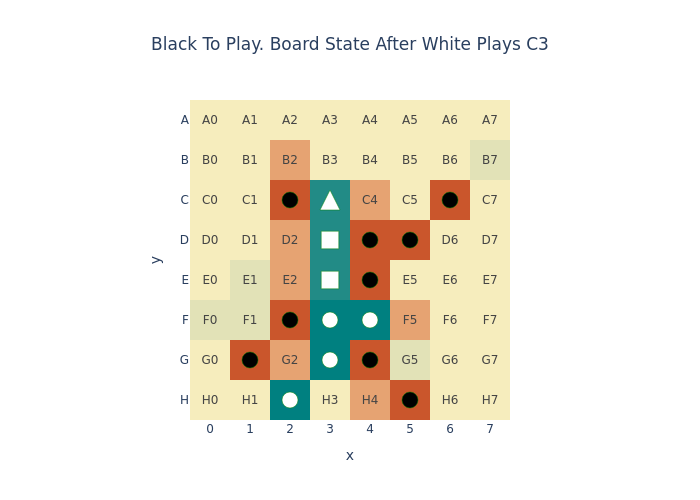 Black To Play. Board State After White Plays C3
A A0 A1 A2 A3 A4 A5 A6 A7
B B0 B1 B2 B3 B4 B5 B6 B7
C C0 C1 C4 C5 C7
D D0 D1 D2 D6 D7
E E0 E1 E2 E5 E6 E7
F F0 F1 F5 F6 F7
G G0 G2 G5 G6 G7
H H0 H1 H3 H4 H6 H7
0 1 2 3 4 5 6 7
x
y